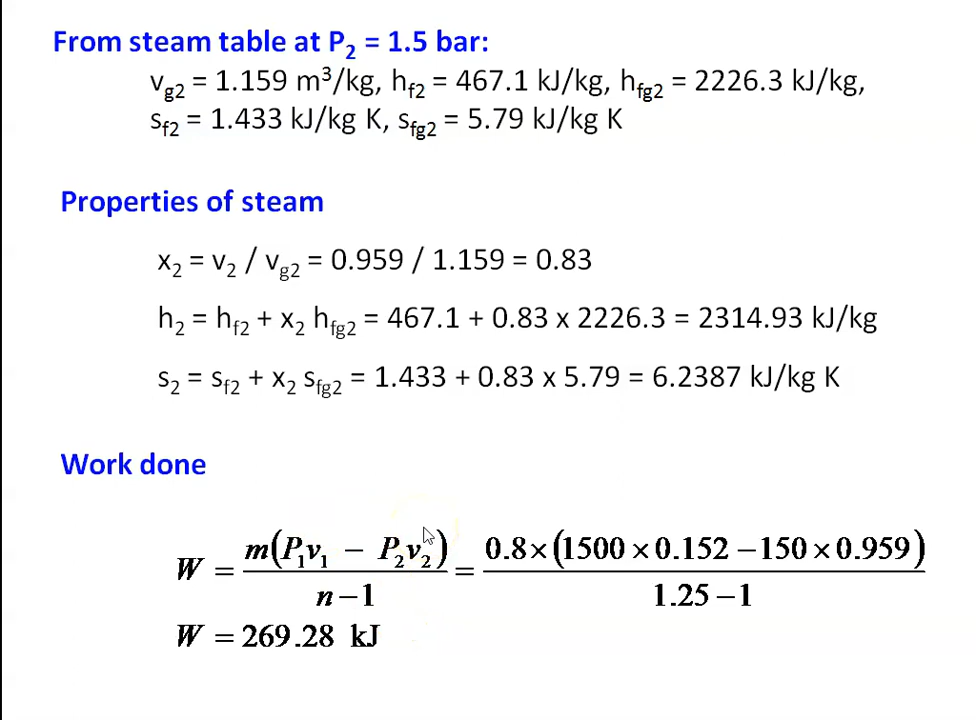 From steam table at P2 = 1.5 bar:
vg2 = 1.159 m³/kg, hf2 = 467.1 kJ/kg, hfg2 = 2226.3 kJ/kg,
sf2 = 1.433 kJ/kg K, sfg2 = 5.79 kJ/kg K
Properties of steam
x2 = v2 / vg2 = 0.959 / 1.159 = 0.83
h2 = hf2 + x2 hfg2 = 467.1 + 0.83 x 2226.3 = 2314.93 kJ/kg
s2 = sf2 + x2 sfg2 = 1.433 + 0.83 x 5.79 = 6.2387 kJ/kg K
Work done
W = m(P1v1 − P2v2) / n − 1 = 0.8 × (1500 × 0.152 − 150 × 0.959) / 1.25 − 1
W = 269.28 kJ